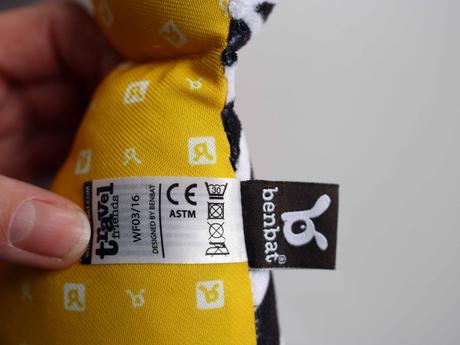 travel
friends
WF03/16
DESIGNED BY BENBAT
CE
ASTM
30
benbat